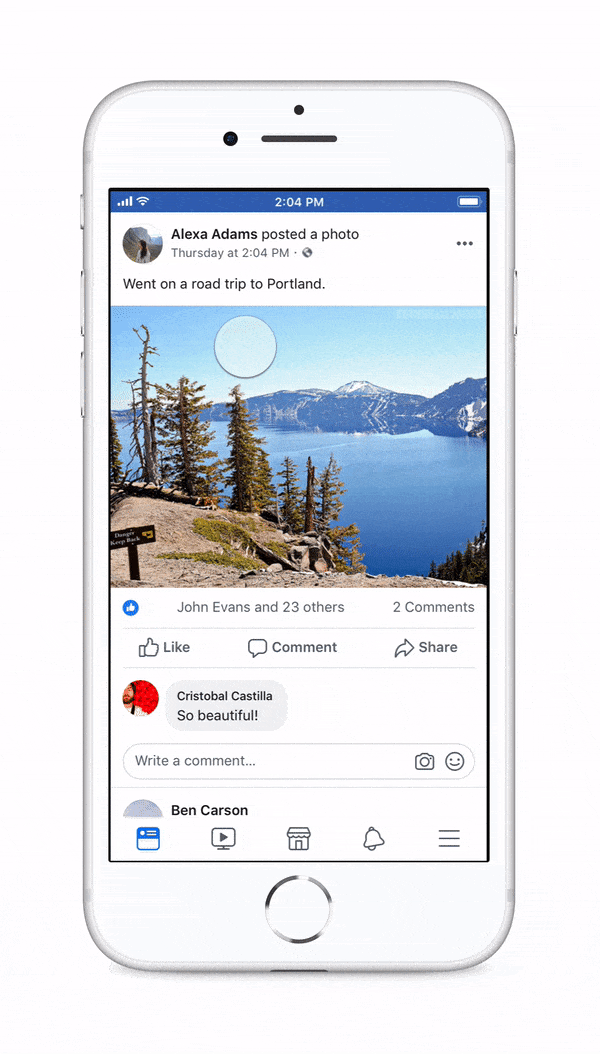 2:04 PM
Alexa Adams posted a photo
Thursday at 2:04 PM ·
Went on a road trip to Portland.
Danger
Keep Back
John Evans and 23 others 2 Comments
Like Comment Share
Cristobal Castilla
So beautiful!
Write a comment...
Ben Carson